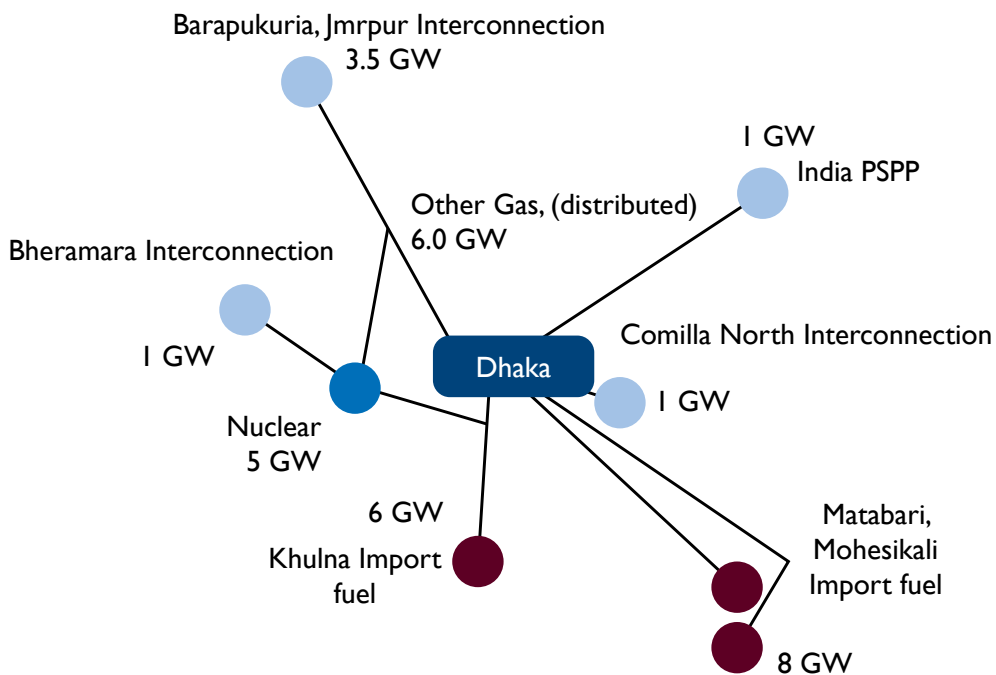 Barapukuria, Jmrpur Interconnection
3.5 GW
1 GW
India PSPP
Other Gas, (distributed)
6.0 GW
Bheramara Interconnection
1 GW
Comilla North Interconnection
Dhaka
1 GW
Nuclear
5 GW
6 GW
Khulna Import
fuel
Matabari,
Mohesikali
Import fuel
8 GW